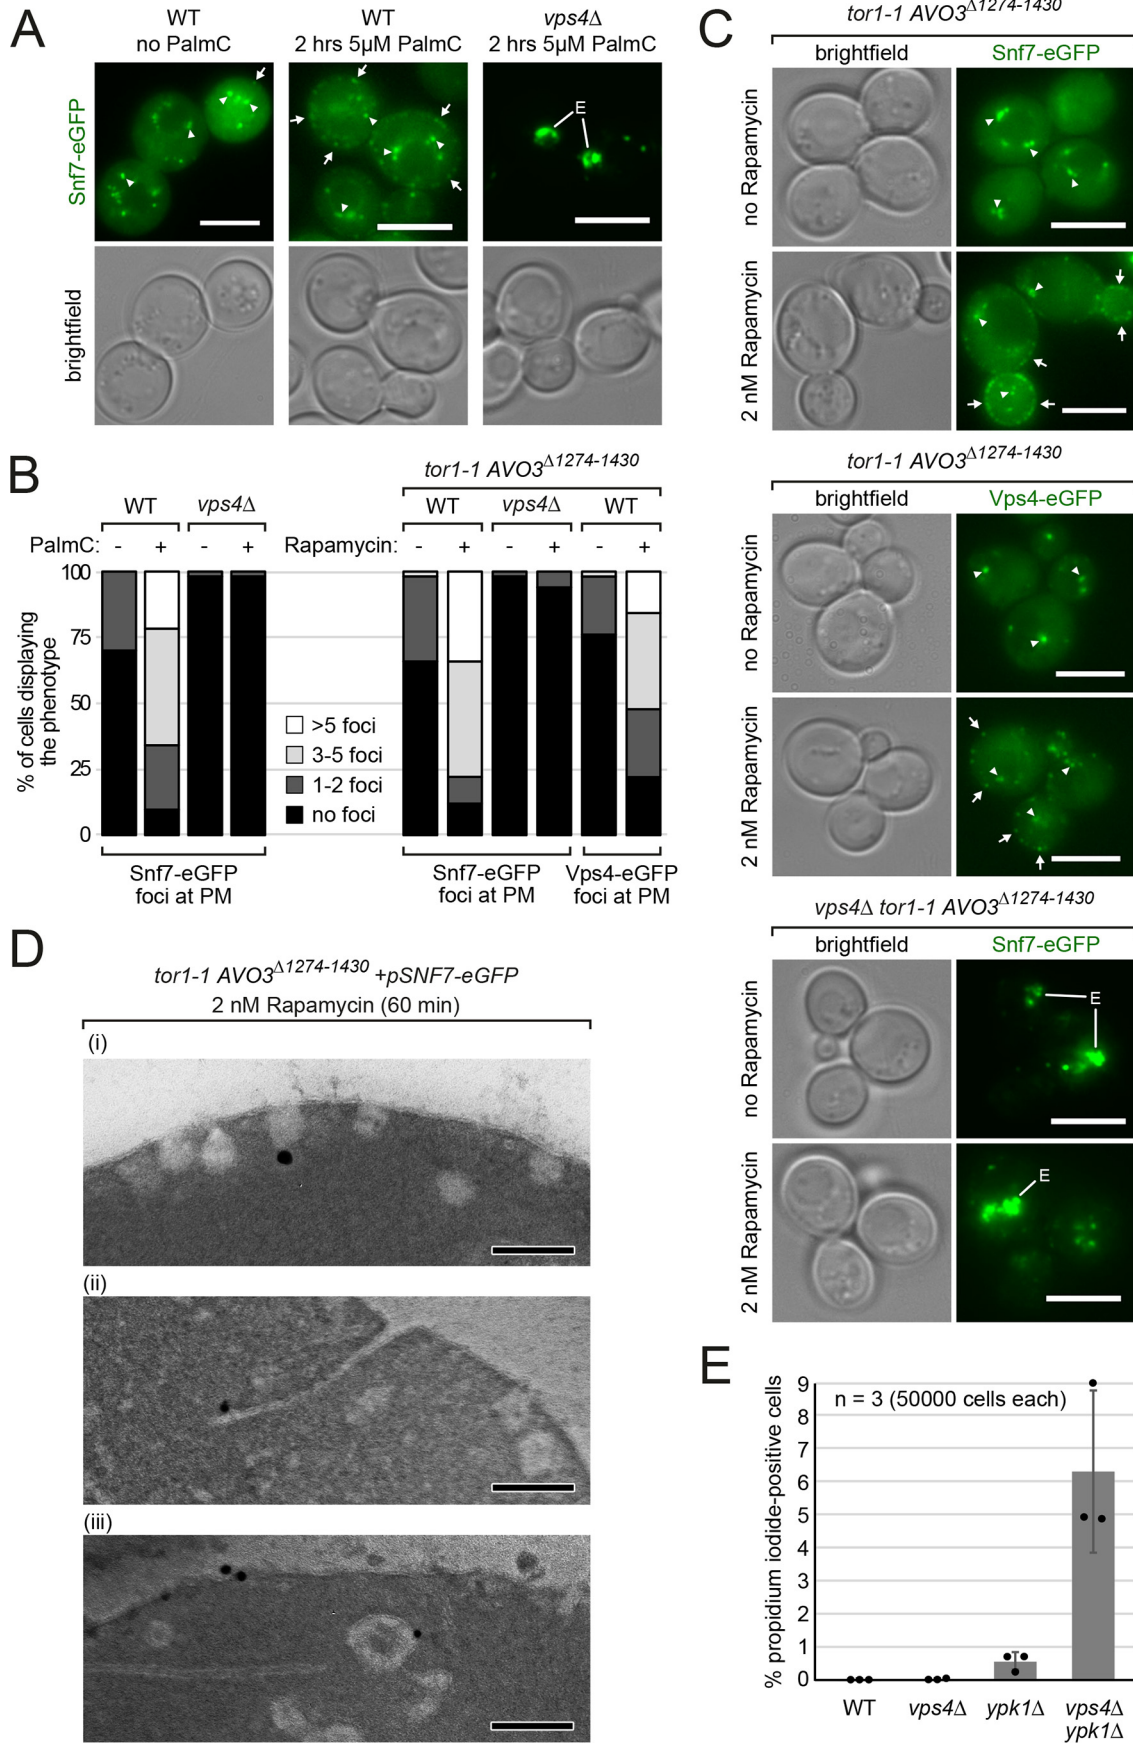 A
WT
no PalmC
WT
2 hrs 5µM PalmC
vps4Δ
2 hrs 5µM PalmC
Snf7-eGFP
E
brightfield
B
tor1-1 AVO3Δ1274-1430
WT
vps4Δ
WT
vps4Δ
WT
PalmC:
- + - +
Rapamycin:
- + - + - +
% of cells displaying
the phenotype
100
75
50
25
0
>5 foci
3-5 foci
1-2 foci
no foci
Snf7-eGFP
foci at PM
Snf7-eGFP
foci at PM
Vps4-eGFP
foci at PM
C
tor1-1 AVO3Δ1274-1430
brightfield
Snf7-eGFP
no Rapamycin
2 nM Rapamycin
tor1-1 AVO3Δ1274-1430
brightfield
Vps4-eGFP
no Rapamycin
2 nM Rapamycin
vps4Δ tor1-1 AVO3Δ1274-1430
brightfield
Snf7-eGFP
no Rapamycin
E
2 nM Rapamycin
E
D
tor1-1 AVO3Δ1274-1430 +pSNF7-eGFP
2 nM Rapamycin (60 min)
(i)
(ii)
(iii)
E
% propidium iodide-positive cells
n = 3 (50000 cells each)
9
8
7
6
5
4
3
2
1
0
WT
vps4Δ
ypk1Δ
vps4Δ
ypk1Δ